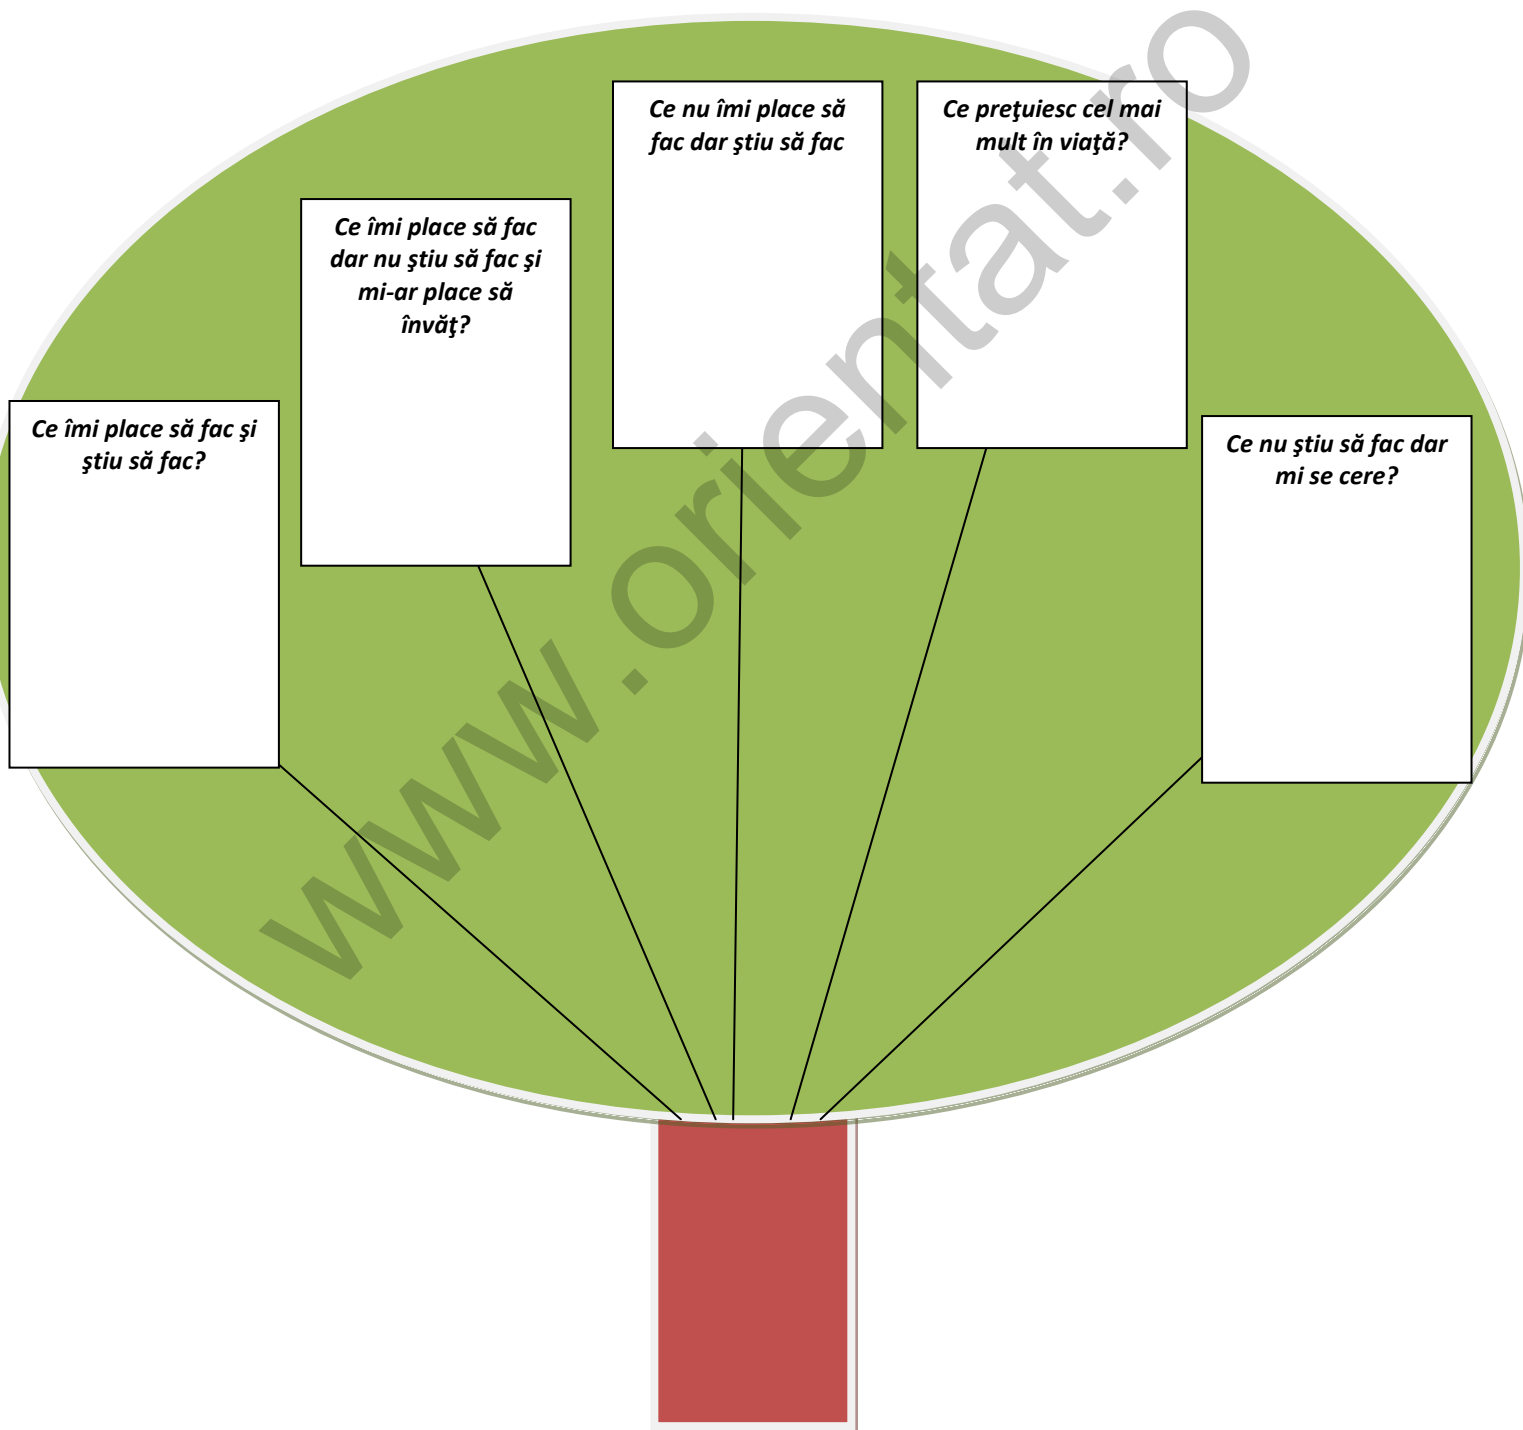 Ce îmi place să fac şi
ştiu să fac?
Ce îmi place să fac
dar nu ştiu să fac şi
mi-ar place să
învăţ?
Ce nu îmi place să
fac dar ştiu să fac
Ce preţuiesc cel mai
mult în viaţă?
Ce nu ştiu să fac dar
mi se cere?
www.orientat.ro